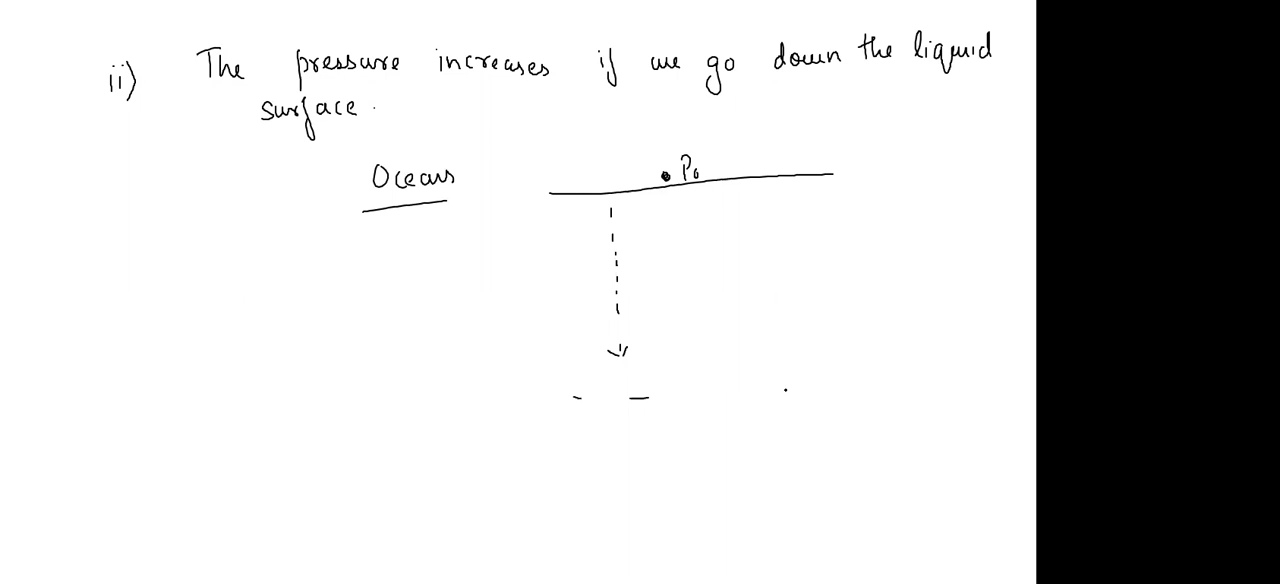 ii) The pressure increases if we go down the liquid
surface.
Oceans
P₀